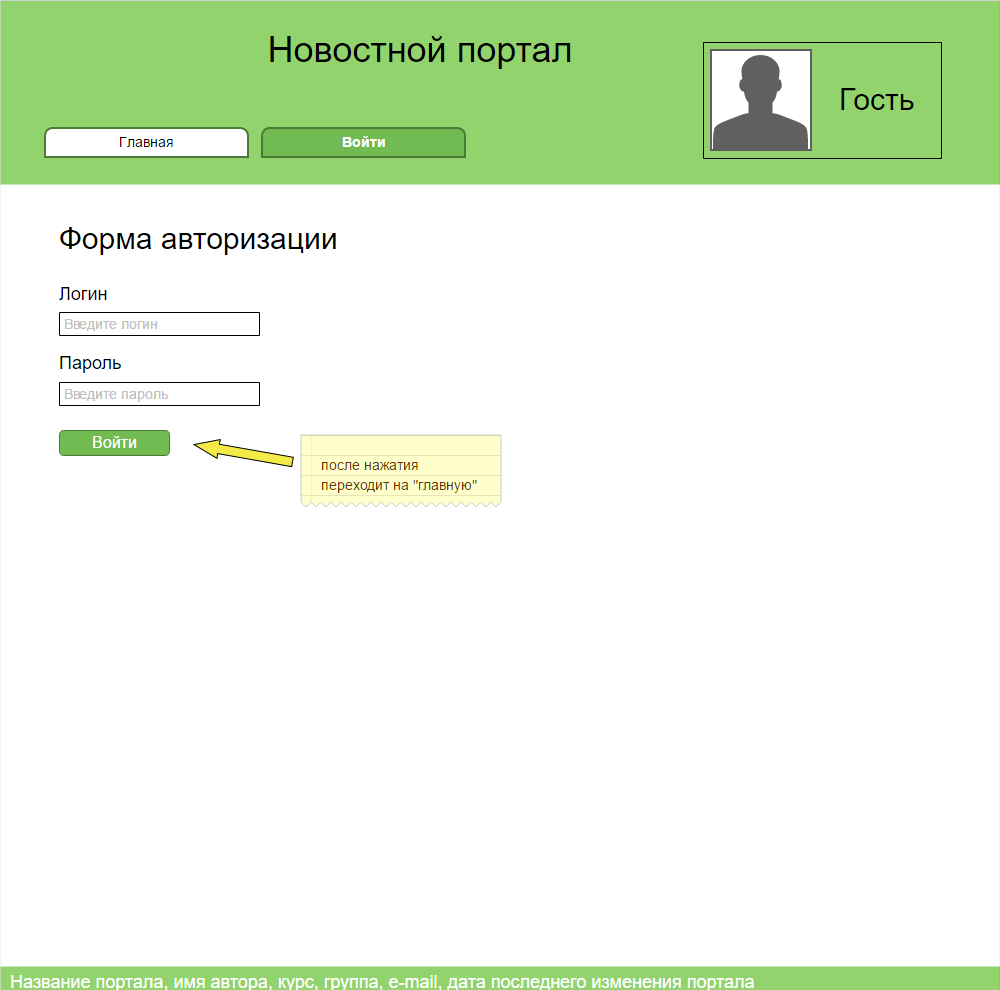 Новостной портал
Гость
Главная
Войти
Форма авторизации
Логин
Введите логин
Пароль
Введите пароль
Войти
после нажатия
переходит на "главную"
Название портала, имя автора, курс, группа, e-mail, дата последнего изменения портала